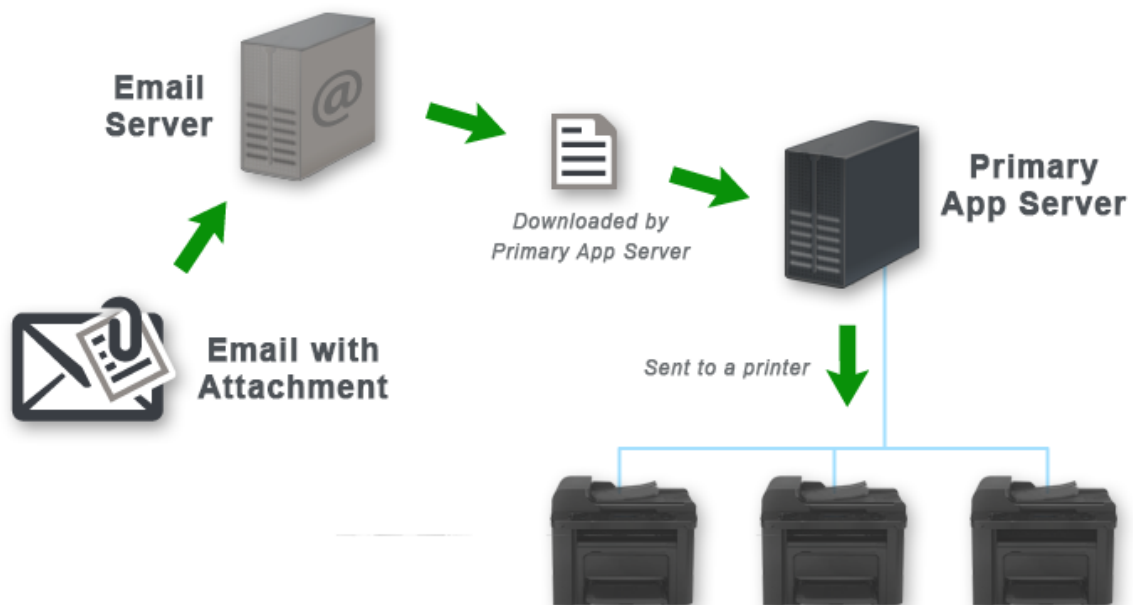 Email
Server
@
Downloaded by
Primary App Server
Primary
App Server
Email with
Attachment
Sent to a printer